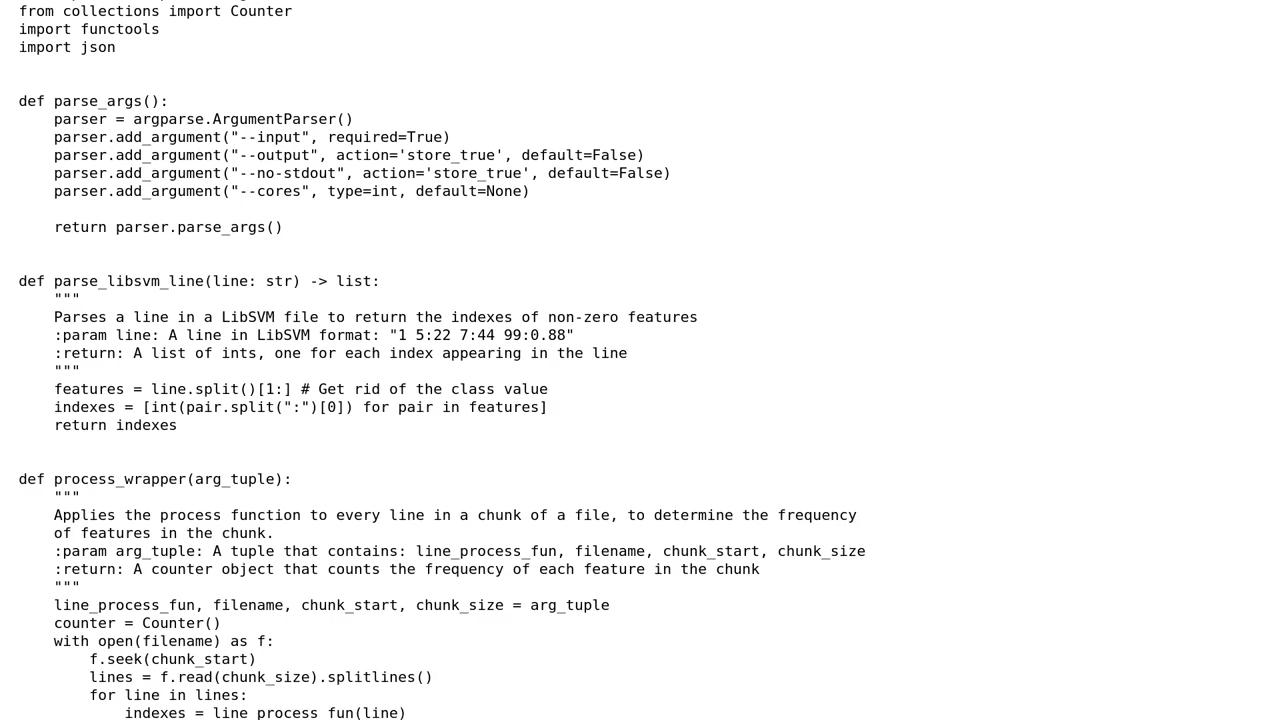 from collections import Counter
import functools
import json
def parse_args():
    parser = argparse.ArgumentParser()
    parser.add_argument("--input", required=True)
    parser.add_argument("--output", action='store_true', default=False)
    parser.add_argument("--no-stdout", action='store_true', default=False)
    parser.add_argument("--cores", type=int, default=None)
    return parser.parse_args()
def parse_libsvm_line(line: str) -> list:
    """
    Parses a line in a LibSVM file to return the indexes of non-zero features
    :param line: A line in LibSVM format: "1 5:22 7:44 99:0.88"
    :return: A list of ints, one for each index appearing in the line
    """
    features = line.split()[1:] # Get rid of the class value
    indexes = [int(pair.split(":")[0]) for pair in features]
    return indexes
def process_wrapper(arg_tuple):
    """
    Applies the process function to every line in a chunk of a file, to determine the frequency
    of features in the chunk.
    :param arg_tuple: A tuple that contains: line_process_fun, filename, chunk_start, chunk_size
    :return: A counter object that counts the frequency of each feature in the chunk
    """
    line_process_fun, filename, chunk_start, chunk_size = arg_tuple
    counter = Counter()
    with open(filename) as f:
        f.seek(chunk_start)
        lines = f.read(chunk_size).splitlines()
        for line in lines:
            indexes = line_process_fun(line)